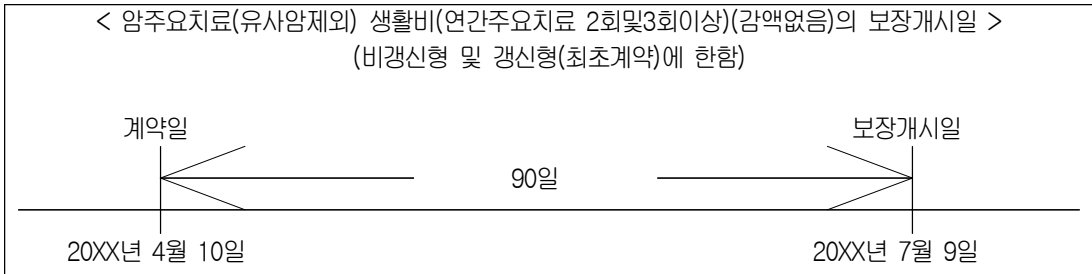 < 암주요치료(유사암제외) 생활비(연간주요치료 2회및3회이상)(감액없음)의 보장개시일 >
(비갱신형 및 갱신형(최초계약)에 한함)
계약일 보장개시일
90일
20XX년 4월 10일 20XX년 7월 9일